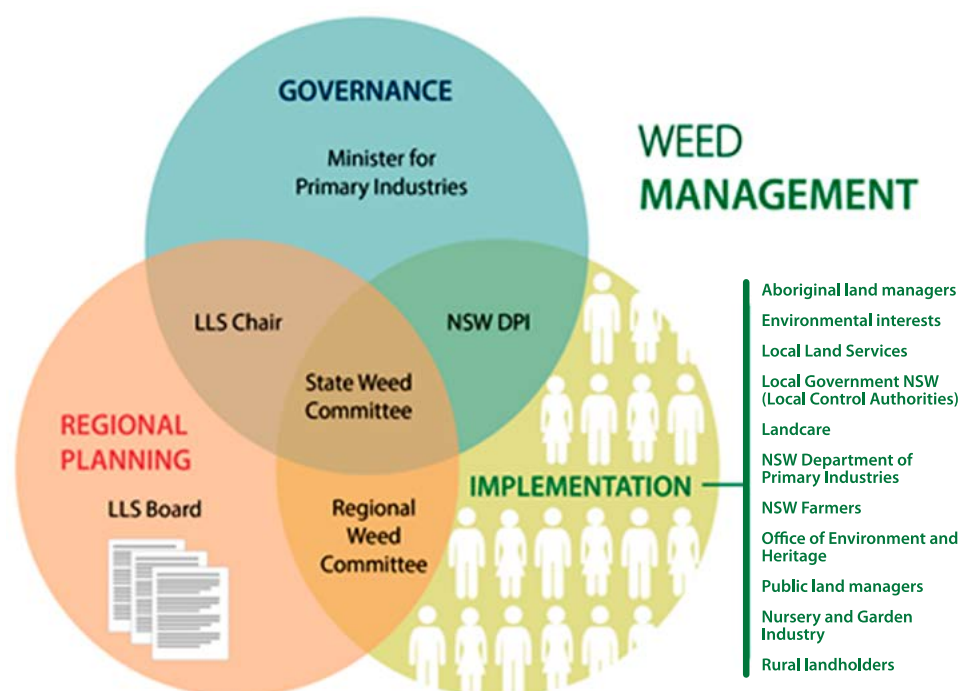 GOVERNANCE
Minister for
Primary Industries
WEED
MANAGEMENT
LLS Chair
NSW DPI
State Weed
Committee
REGIONAL
PLANNING
LLS Board
Regional
Weed
Committee
IMPLEMENTATION
Aboriginal land managers
Environmental interests
Local Land Services
Local Government NSW
(Local Control Authorities)
Landcare
NSW Department of
Primary Industries
NSW Farmers
Office of Environment and
Heritage
Public land managers
Nursery and Garden
Industry
Rural landholders